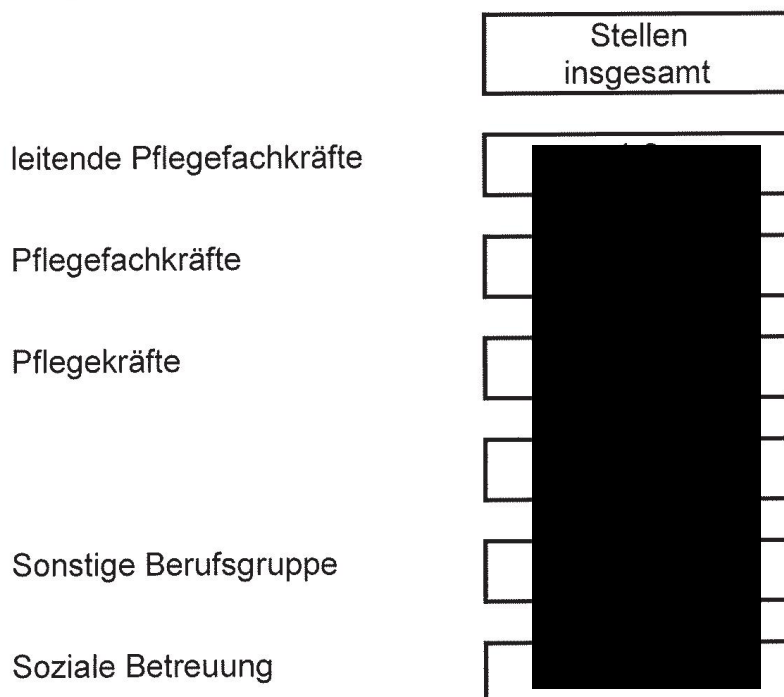 Stellen
insgesamt
leitende Pflegefachkräfte
Pflegefachkräfte
Pflegekräfte
Sonstige Berufsgruppe
Soziale Betreuung